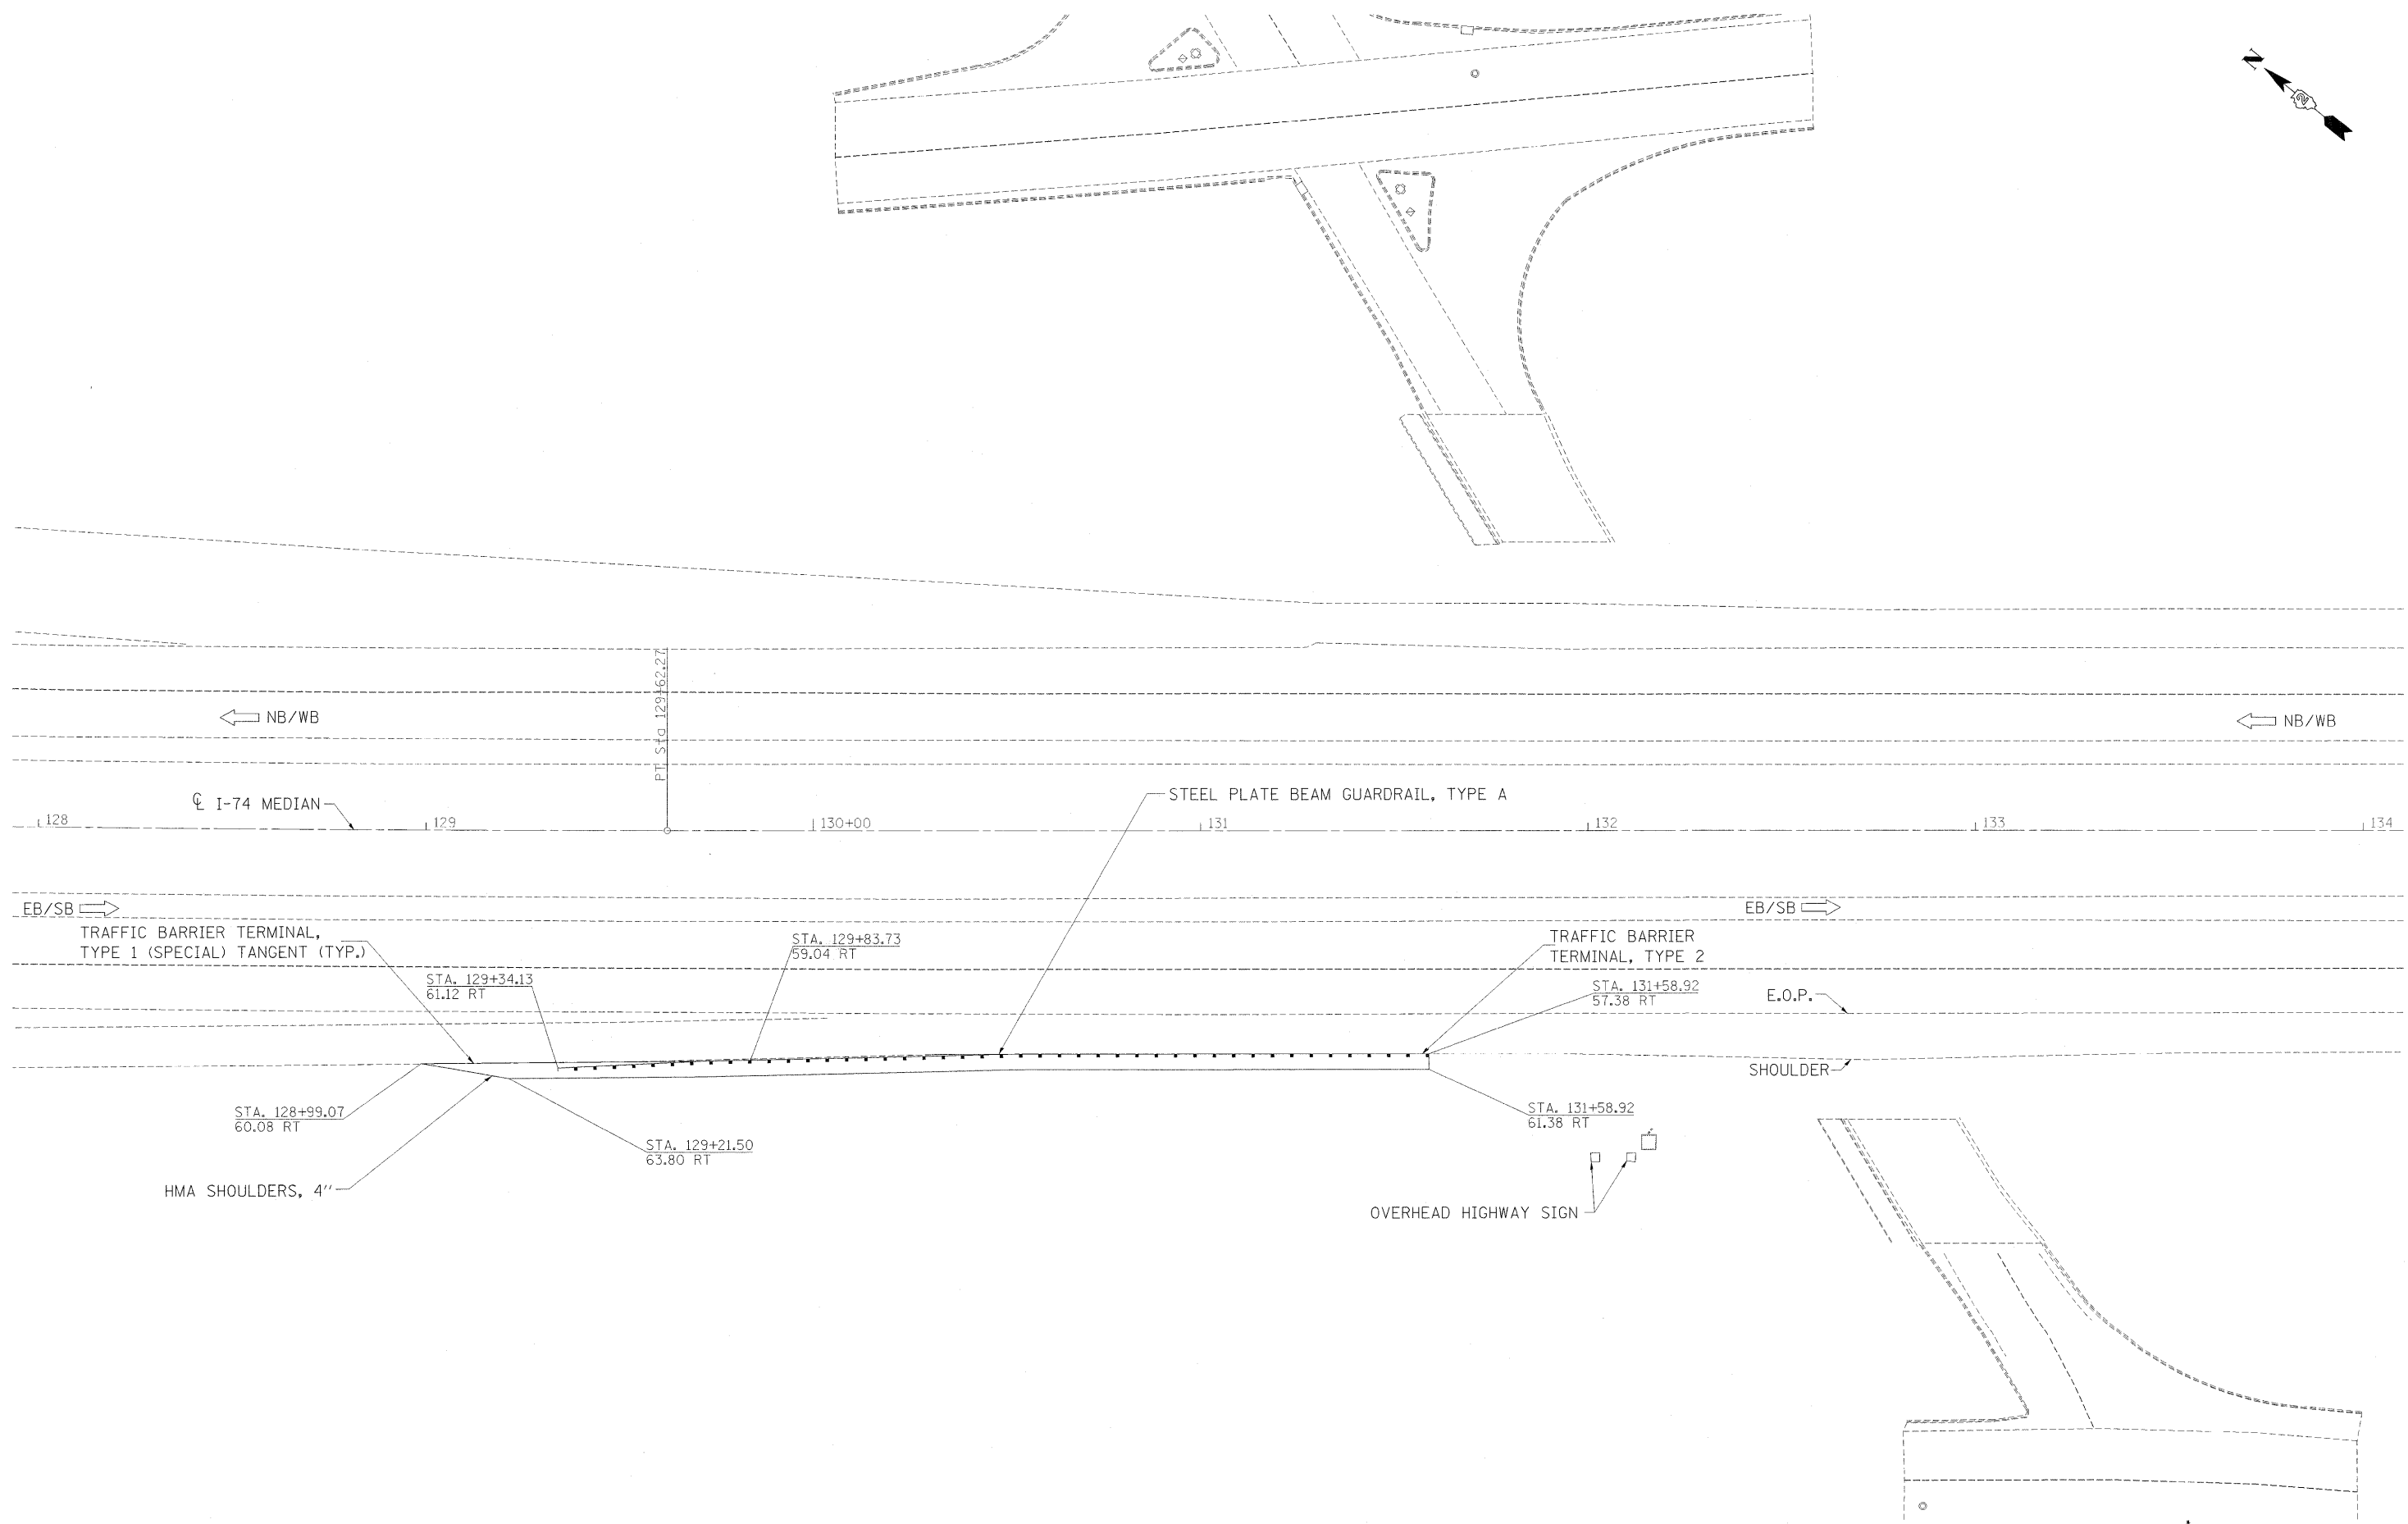 N
2
PT Sta 129+62.27
NB/WB
NB/WB
STEEL PLATE BEAM GUARDRAIL, TYPE A
℄ I-74 MEDIAN
128
129
130+00
131
132
133
134
EB/SB
EB/SB
TRAFFIC BARRIER TERMINAL,
TYPE 1 (SPECIAL) TANGENT (TYP.)
STA. 129+83.73
59.04 RT
TRAFFIC BARRIER
TERMINAL, TYPE 2
STA. 129+34.13
61.12 RT
STA. 131+58.92
57.38 RT
E.O.P.
SHOULDER
STA. 128+99.07
60.08 RT
STA. 131+58.92
61.38 RT
STA. 129+21.50
63.80 RT
HMA SHOULDERS, 4"
OVERHEAD HIGHWAY SIGN